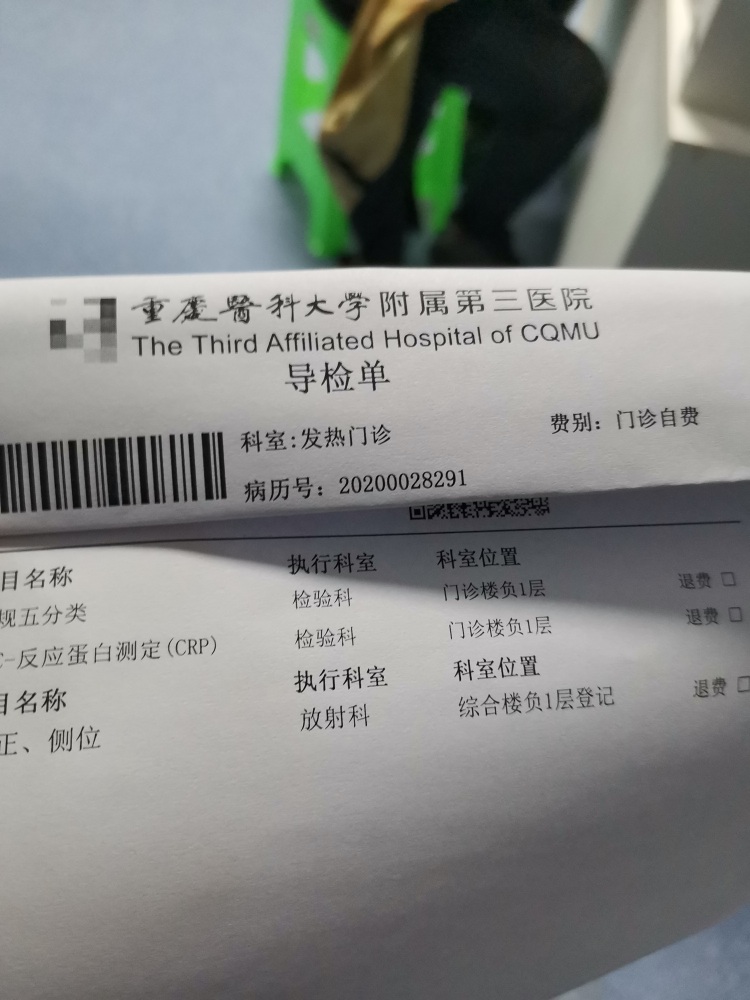 重慶醫科大學附属第三医院
The Third Affiliated Hospital of CQMU
导检单
科室:发热门诊 费别: 门诊自费
病历号: 20200028291
目名称 执行科室 科室位置
规五分类 检验科 门诊楼负1层 退费 □
C-反应蛋白测定(CRP) 检验科 门诊楼负1层 退费 □
目名称 执行科室 科室位置
正、侧位 放射科 综合楼负1层登记 退费 □